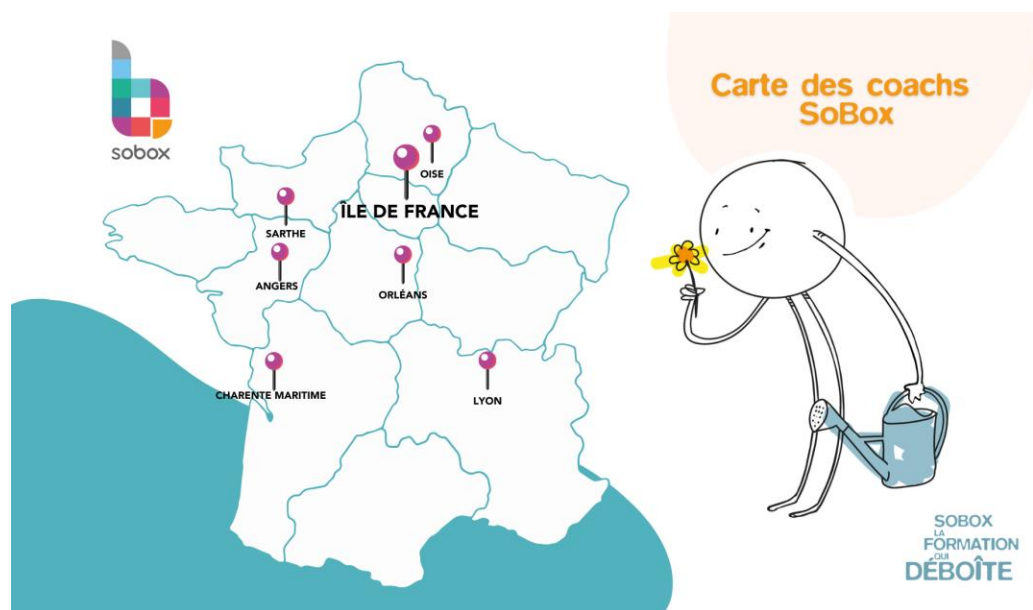 sobox
Carte des coachs
SoBox
OISE
ÎLE DE FRANCE
SARTHE
ANGERS
ORLÉANS
CHARENTE MARITIME
LYON
SOBOX
LA
FORMATION
QUI
DÉBOÎTE